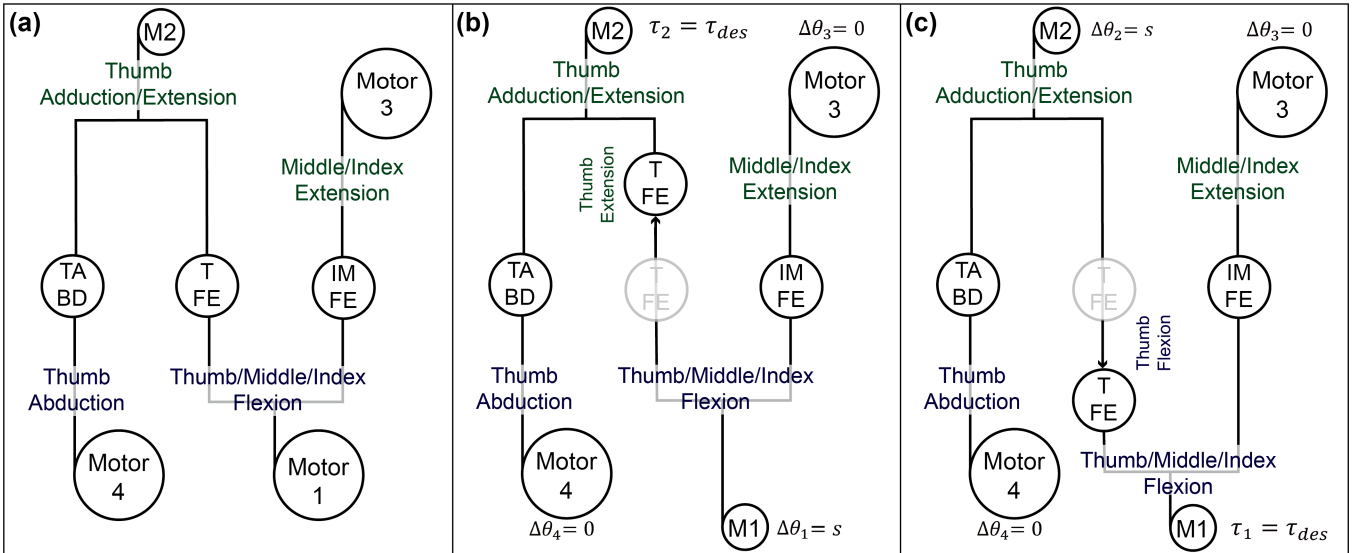 (a)
M2
Thumb
Adduction/Extension
Motor
3
Middle/Index
Extension
TA
BD
T
FE
IM
FE
Thumb
Abduction
Thumb/Middle/Index
Flexion
Motor
4
Motor
1
(b)
M2
τ₂ = τ_des
Δθ₃= 0
Thumb
Adduction/Extension
Motor
3
Thumb
Extension
T
FE
Middle/Index
Extension
TA
BD
T
FE
IM
FE
Thumb
Abduction
Thumb/Middle/Index
Flexion
Motor
4
Δθ₄= 0
M1
Δθ₁= s
(c)
M2
Δθ₂= s
Δθ₃= 0
Thumb
Adduction/Extension
Motor
3
Middle/Index
Extension
TA
BD
T
FE
IM
FE
Thumb
Flexion
Thumb
Abduction
T
FE
Thumb/Middle/Index
Flexion
Motor
4
Δθ₄= 0
M1
τ₁ = τ_des